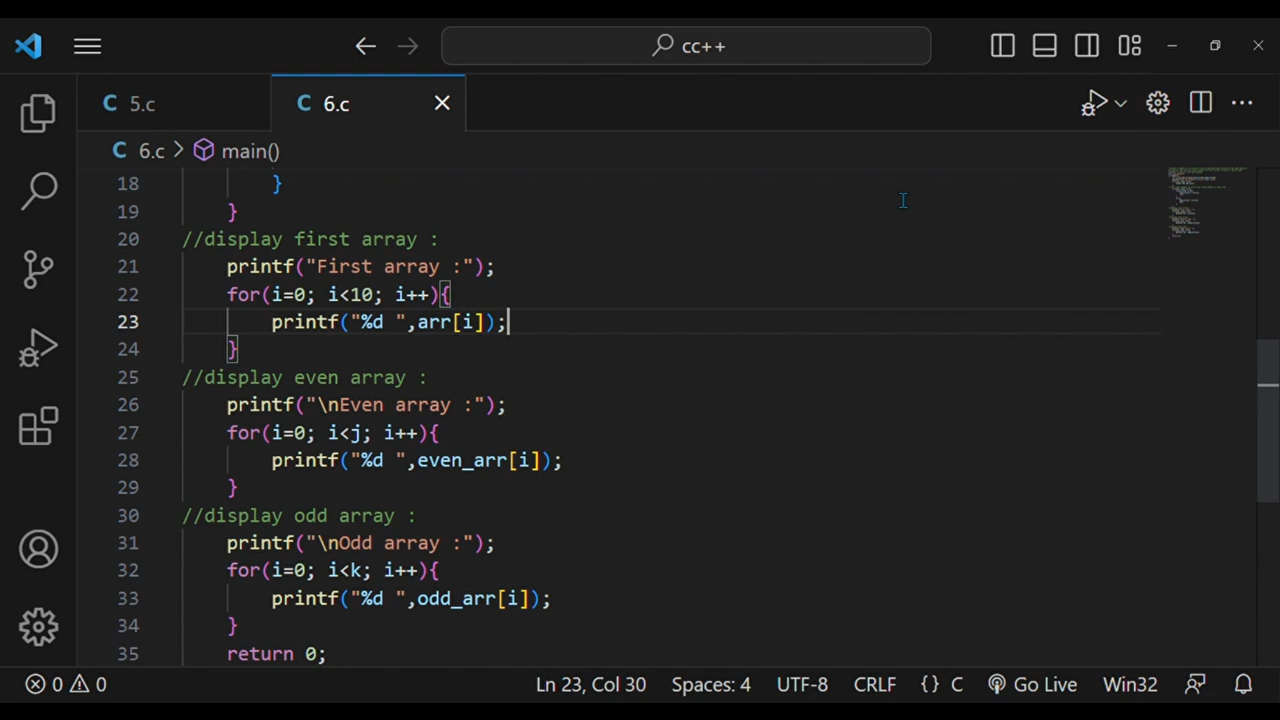 cc++
C 5.c
C 6.c
C 6.c > main()
18 }
19 }
20 //display first array :
21 printf("First array :");
22 for(i=0; i<10; i++){
23 printf("%d ",arr[i]);
24 }
25 //display even array :
26 printf("\nEven array :");
27 for(i=0; i<j; i++){
28 printf("%d ",even_arr[i]);
29 }
30 //display odd array :
31 printf("\nOdd array :");
32 for(i=0; i<k; i++){
33 printf("%d ",odd_arr[i]);
34 }
35 return 0;
0 0 Ln 23, Col 30 Spaces: 4 UTF-8 CRLF {} C Go Live Win32